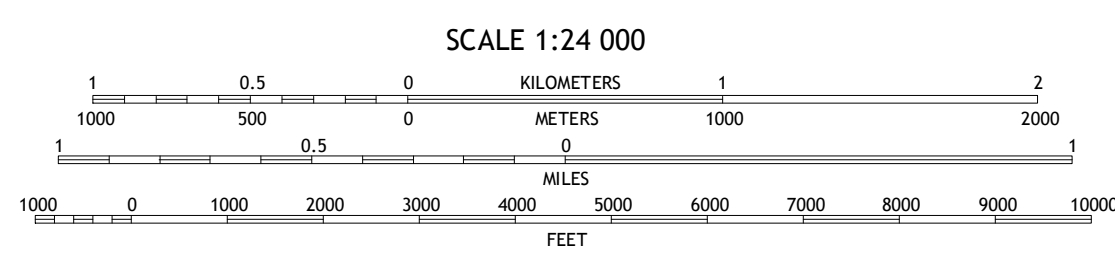 SCALE 1:24 000
1 0.5 0 KILOMETERS 1 2
1000 500 0 METERS 1000 2000
1 0.5 0 1
MILES
1000 0 1000 2000 3000 4000 5000 6000 7000 8000 9000 10000
FEET